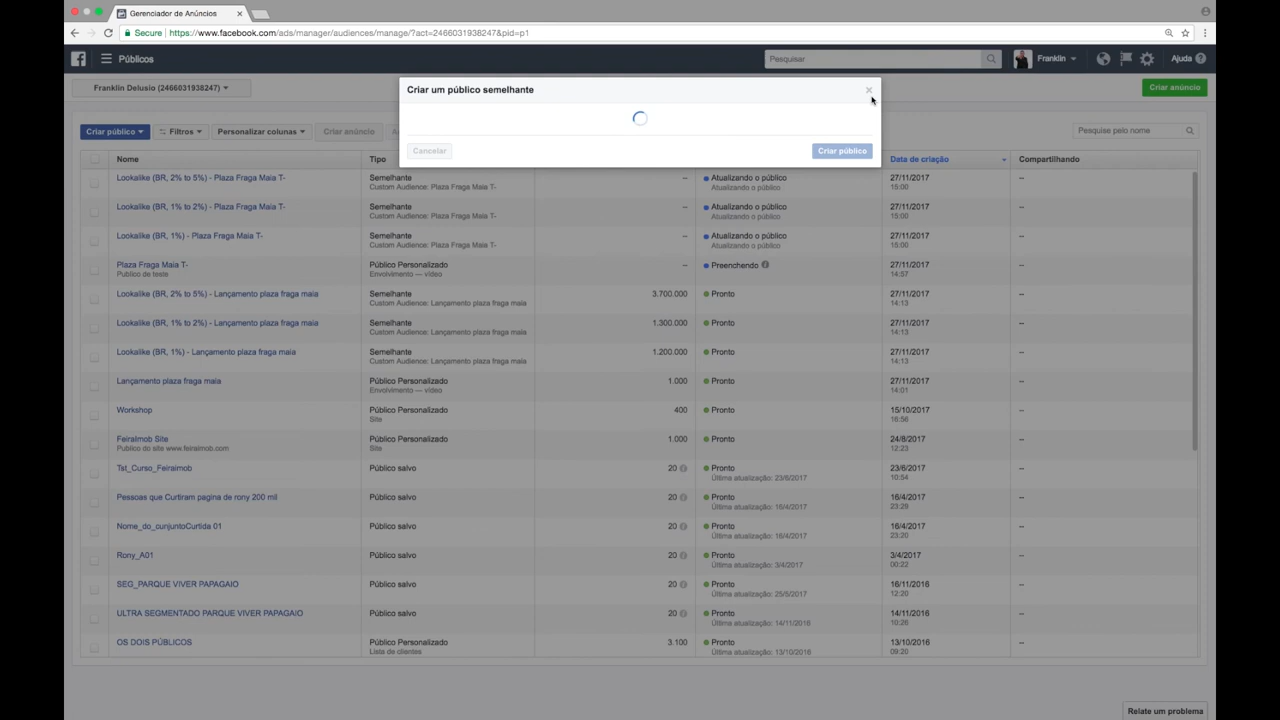 Gerenciador de Anúncios
Secure https://www.facebook.com/ads/manager/audiences/manage/?act=2466031938247&pid=p1
Públicos
Pesquisar
Franklin
Ajuda
Franklin Delusio (2466031938247)
Criar anúncio
Criar um público semelhante
Cancelar
Criar público
Criar público
Filtros
Personalizar colunas
Criar anúncio
Pesquise pelo nome
Nome
Tipo
Data de criação
Compartilhando
Lookalike (BR, 2% to 5%) - Plaza Fraga Maia T-
Semelhante
Custom Audience: Plaza Fraga Maia T-
--
Atualizando o público
Atualizando o público
27/11/2017
15:00
--
Lookalike (BR, 1% to 2%) - Plaza Fraga Maia T-
Semelhante
Custom Audience: Plaza Fraga Maia T-
--
Atualizando o público
Atualizando o público
27/11/2017
15:00
--
Lookalike (BR, 1%) - Plaza Fraga Maia T-
Semelhante
Custom Audience: Plaza Fraga Maia T-
--
Atualizando o público
Atualizando o público
27/11/2017
15:00
--
Plaza Fraga Maia T-
Publico de teste
Público Personalizado
Envolvimento — vídeo
--
Preenchendo
27/11/2017
14:57
--
Lookalike (BR, 2% to 5%) - Lançamento plaza fraga maia
Semelhante
Custom Audience: Lançamento plaza fraga maia
3.700.000
Pronto
27/11/2017
14:13
--
Lookalike (BR, 1% to 2%) - Lançamento plaza fraga maia
Semelhante
Custom Audience: Lançamento plaza fraga maia
1.300.000
Pronto
27/11/2017
14:13
--
Lookalike (BR, 1%) - Lançamento plaza fraga maia
Semelhante
Custom Audience: Lançamento plaza fraga maia
1.200.000
Pronto
27/11/2017
14:13
--
Lançamento plaza fraga maia
Público Personalizado
Envolvimento — vídeo
1.000
Pronto
27/11/2017
14:01
--
Workshop
Público Personalizado
Site
400
Pronto
15/10/2017
16:56
--
FeiraImob Site
Publico do site www.feiraimob.com
Público Personalizado
Site
1.000
Pronto
24/8/2017
12:23
--
Tst_Curso_Feiraimob
Público salvo
20
Pronto
Última atualização: 23/6/2017
23/6/2017
10:54
--
Pessoas que Curtiram pagina de rony 200 mil
Público salvo
20
Pronto
Última atualização: 16/4/2017
16/4/2017
23:29
--
Nome_do_cunjuntoCurtida 01
Público salvo
20
Pronto
Última atualização: 16/4/2017
16/4/2017
23:20
--
Rony_A01
Público salvo
20
Pronto
Última atualização: 3/4/2017
3/4/2017
00:22
--
SEG_PARQUE VIVER PAPAGAIO
Público salvo
20
Pronto
Última atualização: 25/5/2017
16/11/2016
12:20
--
ULTRA SEGMENTADO PARQUE VIVER PAPAGAIO
Público salvo
20
Pronto
Última atualização: 14/11/2016
14/11/2016
10:26
--
OS DOIS PÚBLICOS
Público Personalizado
Lista de clientes
3.100
Pronto
Última atualização: 13/10/2016
13/10/2016
09:20
--
Relate um problema